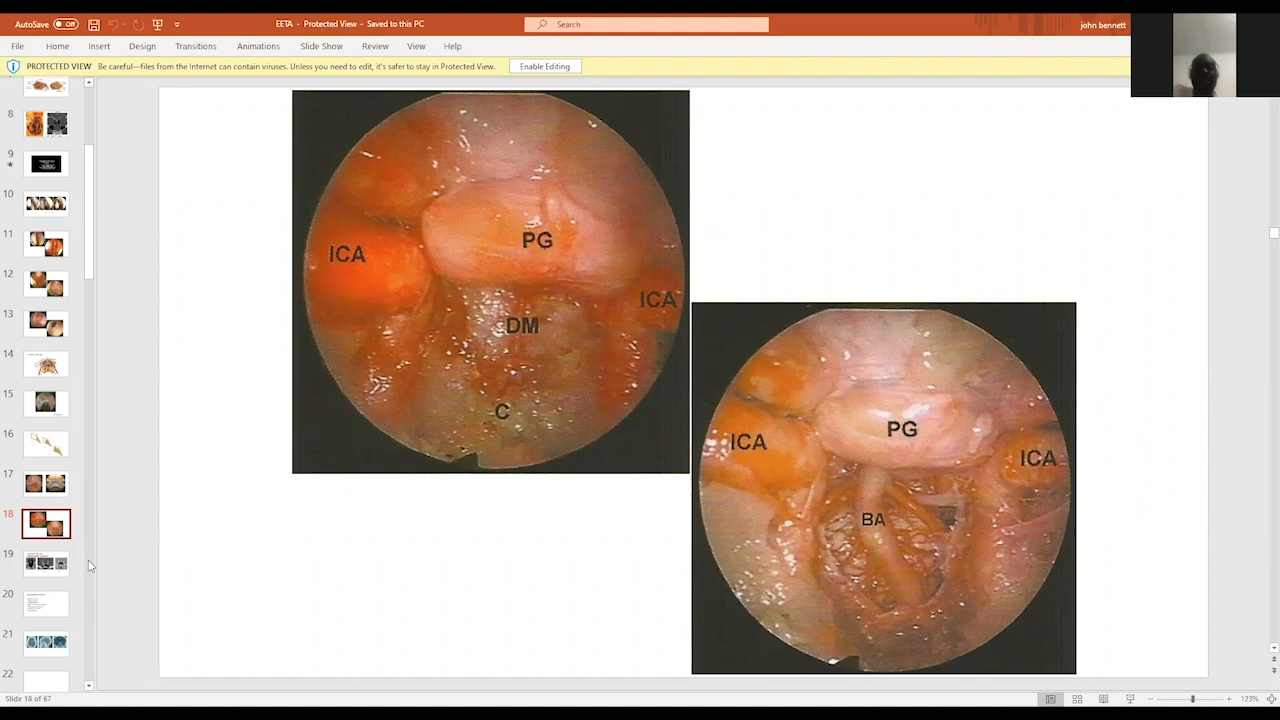 AutoSave Off EETA - Protected View - Saved to this PC Search john bennett
File Home Insert Design Transitions Animations Slide Show Review View Help
PROTECTED VIEW Be careful—files from the Internet can contain viruses. Unless you need to edit, it's safer to stay in Protected View. Enable Editing
8
9
10
11
12
13
14
15
16
17
18
19
20
21
22
ICA PG ICA
DM
C
ICA PG ICA
BA
Slide 18 of 67 123%